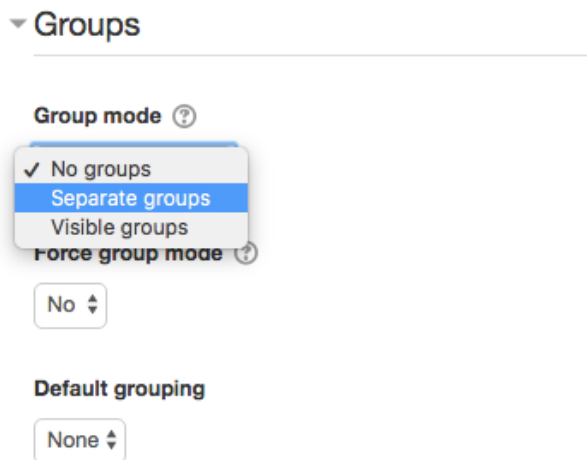 Groups
Group mode
✓ No groups
Separate groups
Visible groups
Force group mode
No
Default grouping
None